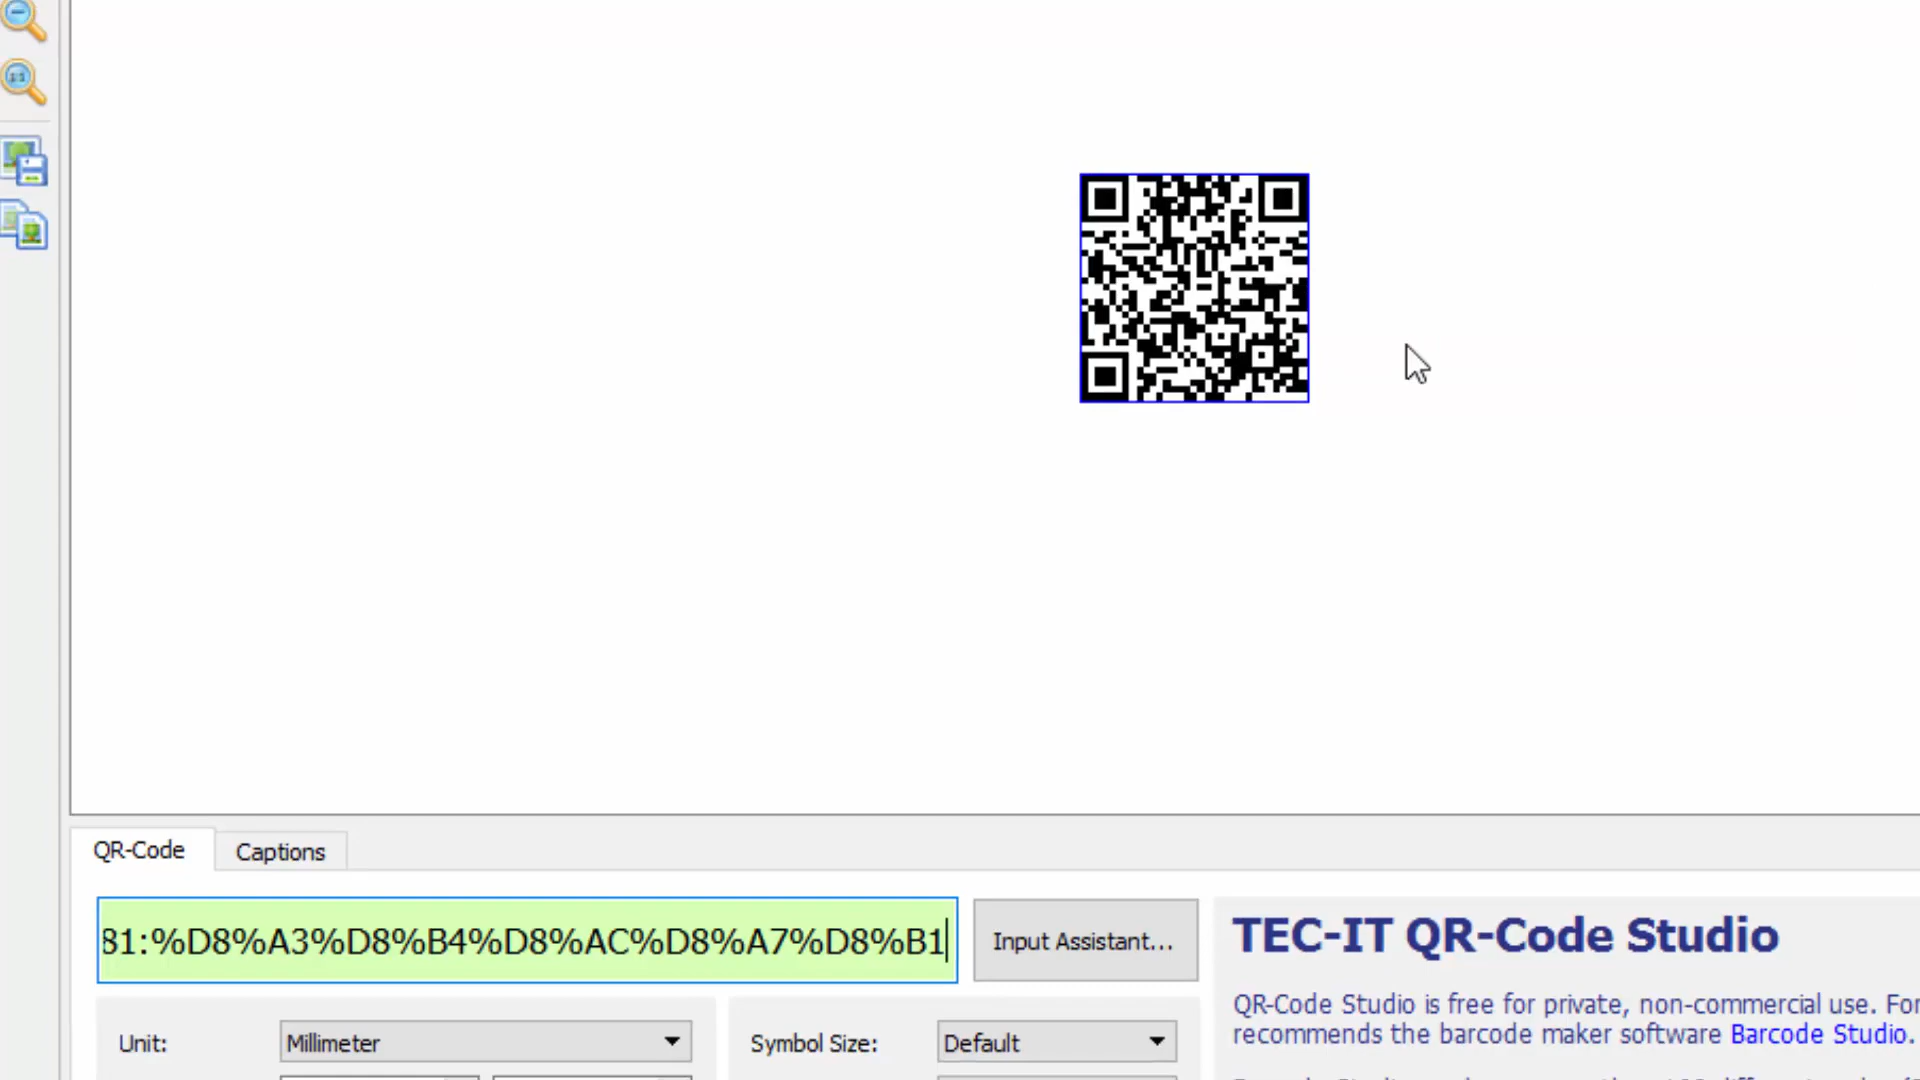 QR-Code
Captions
81:%D8%A3%D8%B4%D8%AC%D8%A7%D8%B1
Input Assistant...
TEC-IT QR-Code Studio
QR-Code Studio is free for private, non-commercial use. For
recommends the barcode maker software Barcode Studio.
Unit:
Millimeter
Symbol Size:
Default